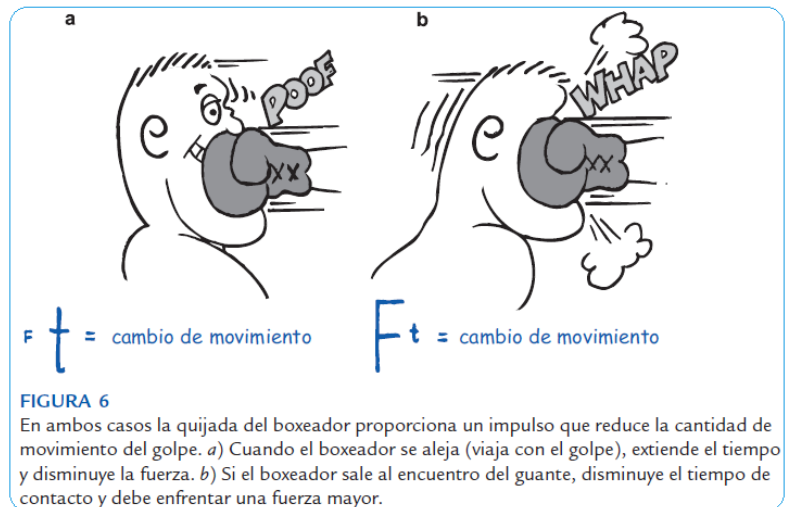 a
b
POOF
WHAP
XX
XX
F t = cambio de movimiento
F t = cambio de movimiento
FIGURA 6
En ambos casos la quijada del boxeador proporciona un impulso que reduce la cantidad de
movimiento del golpe. a) Cuando el boxeador se aleja (viaja con el golpe), extiende el tiempo
y disminuye la fuerza. b) Si el boxeador sale al encuentro del guante, disminuye el tiempo de
contacto y debe enfrentar una fuerza mayor.